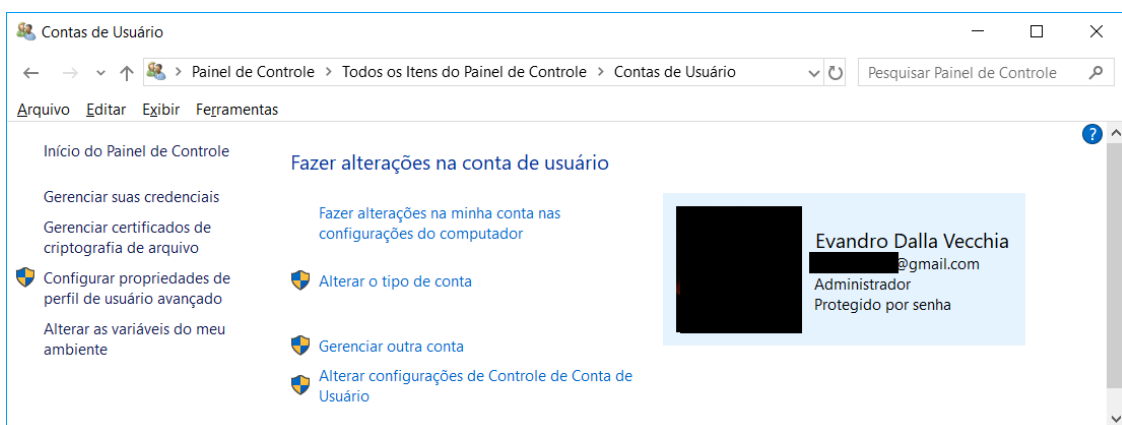 Contas de Usuário
Painel de Controle > Todos os Itens do Painel de Controle > Contas de Usuário
Pesquisar Painel de Controle
Arquivo Editar Exibir Ferramentas
Início do Painel de Controle
Gerenciar suas credenciais
Gerenciar certificados de
criptografia de arquivo
Configurar propriedades de
perfil de usuário avançado
Alterar as variáveis do meu
ambiente
Fazer alterações na conta de usuário
Fazer alterações na minha conta nas
configurações do computador
Alterar o tipo de conta
Gerenciar outra conta
Alterar configurações de Controle de Conta de
Usuário
Evandro Dalla Vecchia
@gmail.com
Administrador
Protegido por senha
?